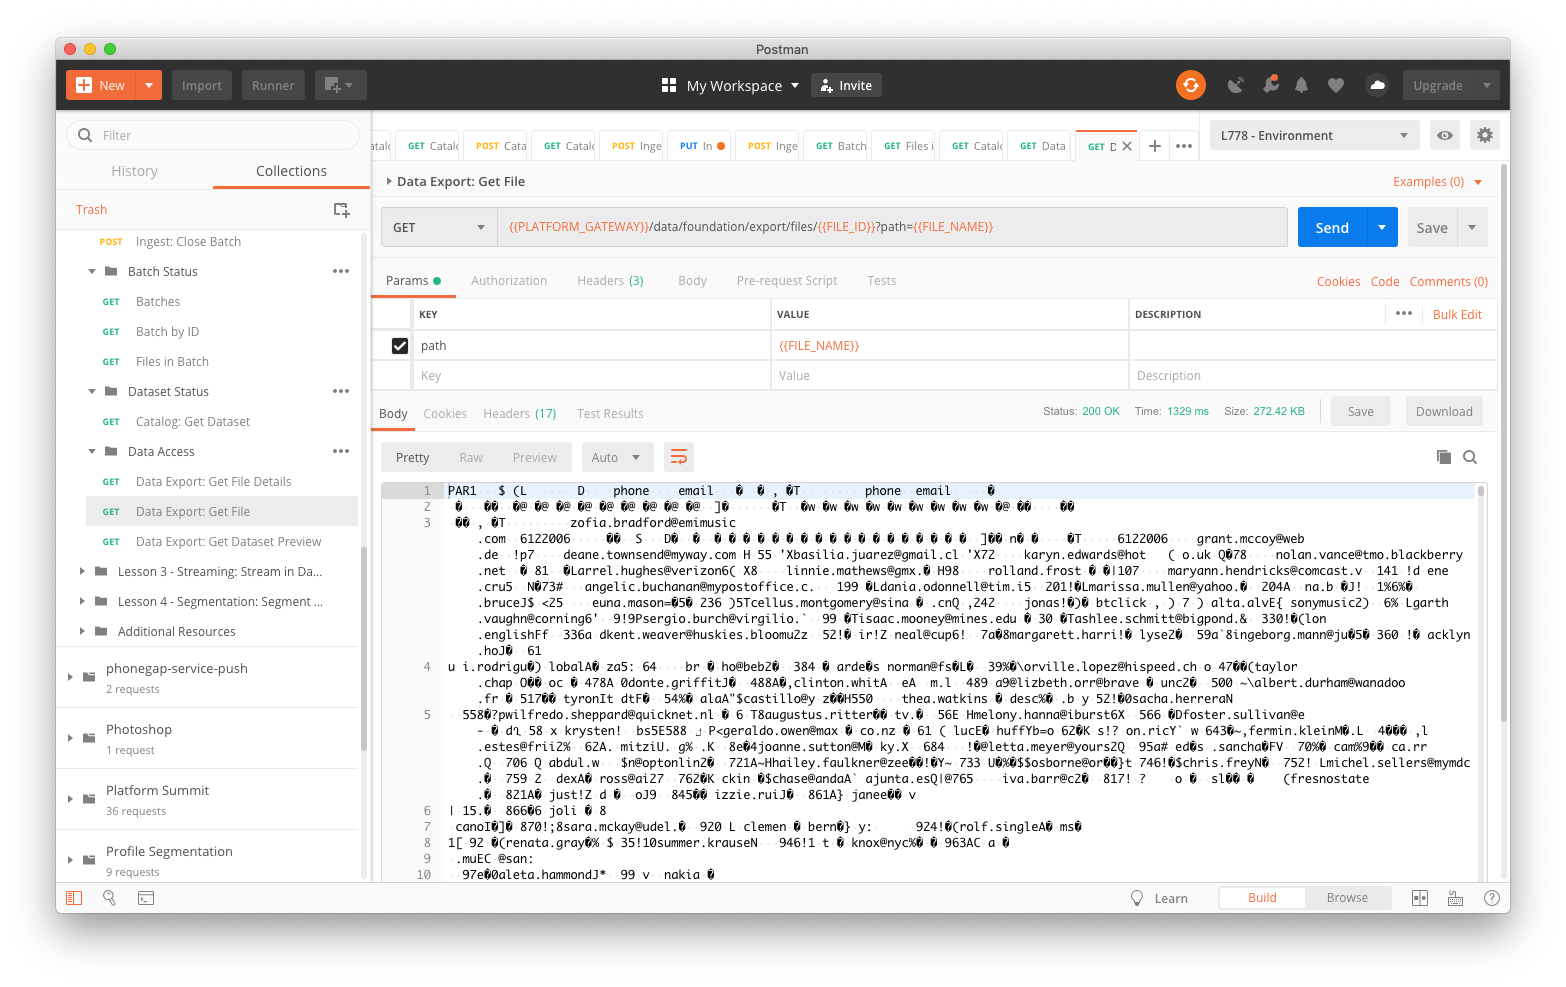 Postman
New
Import
Runner
My Workspace
Invite
Upgrade
Filter
GET Catalc
POST Cata
GET Catalc
POST Inge
PUT In
POST Inge
GET Batch
GET Files i
GET Catalc
GET Data
GET
L778 - Environment
History
Collections
Trash
POST Ingest: Close Batch
Batch Status
GET Batches
GET Batch by ID
GET Files in Batch
Dataset Status
GET Catalog: Get Dataset
Data Access
GET Data Export: Get File Details
GET Data Export: Get File
GET Data Export: Get Dataset Preview
Lesson 3 - Streaming: Stream in Da...
Lesson 4 - Segmentation: Segment ...
Additional Resources
phonegap-service-push
2 requests
Photoshop
1 request
Platform Summit
36 requests
Profile Segmentation
9 requests
Data Export: Get File
Examples (0)
GET
{{PLATFORM_GATEWAY}}/data/foundation/export/files/{{FILE_ID}}?path={{FILE_NAME}}
Send
Save
Params
Authorization
Headers (3)
Body
Pre-request Script
Tests
Cookies
Code
Comments (0)
KEY
VALUE
DESCRIPTION
Bulk Edit
path
{{FILE_NAME}}
Key
Value
Description
Body
Cookies
Headers (17)
Test Results
Status: 200 OK
Time: 1329 ms
Size: 272.42 KB
Save
Download
Pretty
Raw
Preview
Auto
1 PAR1 $ (L D phone email � � , �T phone email �
2
3 zofia.bradford@emimusic
.com 6122006 6122006 grant.mccoy@web
.de !p7 deane.townsend@myway.com H 55 'Xbasilia.juarez@gmail.cl 'X72 karyn.edwards@hot ( o.uk Q�78 nolan.vance@tmo.blackberry
.net � 81 �Larrel.hughes@verizon6( X8 linnie.mathews@gmx.� H98 rolland.frost � �|107 maryann.hendricks@comcast.v 141 !d ene
.cru5 N�73# angelic.buchanan@mypostoffice.c. 199 �Ldania.odonnell@tim.i5 201!�Lmarissa.mullen@yahoo.� 204A na.b �J! 1%6%�
.bruceJ$ <25 euna.mason=�5� 236 )5Tcellus.montgomery@sina � .cnQ ,242 jonas!�)� btclick , ) 7 ) alta.alvE{ sonymusic2) 6% Lgarth
.vaughn@corning6' 9!9Psergio.burch@virgilio.` 99 �Tisaac.mooney@mines.edu � 30 �Tashlee.schmitt@bigpond.& 330!�(lon
.englishFf 336a dkent.weaver@huskies.bloomu2z 52!� ir!Z neal@cup6! 7a�8margarett.harri!� lyse2� 59a`8ingeborg.mann@ju�5� 360 !� acklyn
.hoJ� 61
4 u i.rodrigu�) lobalA� za5: 64 br � ho@beb2� 384 � arde�s norman@fs�L� 39%�\orville.lopez@hispeed.ch o 47��(taylor
.chap O�� oc � 478A 0donte.griffitJ� 488A�,clinton.whitA eA m.l 489 a9@lizbeth.orr@brave � unc2� 500 ~\albert.durham@wanadoo
.fr � 517�� tyronIt dtF� 54%� alaA"$castillo@y z��H550 thea.watkins � desc%� .b y 52!�0sacha.herreraN
5 558�?pwilfredo.sheppard@quicknet.nl � 6 T8augustus.ritter�� tv.� 56E Hmelony.hanna@iburst6X 566 �Dfoster.sullivan@e
58 x krysten! bs5E588 P<geraldo.owen@max � co.nz � 61 ( lucE� huffYb=o 62�K s!? on.ricY` w 643�~,fermin.kleinM�.L 4��� ,l
.estes@frii2% 62A. mitziU. g% .K 8e�4joanne.sutton@M� ky.X 684 !�@letta.meyer@yours2Q 95a# ed�s .sancha�FV 70%� cam%9�� ca.rr
.Q 706 Q abdul.w $n@optonlin2� 721A~Hhailey.faulkner@zee��!�Y~ 733 U�%�$$osborne@or��}t 746!�$chris.freyN� 752! Lmichel.sellers@mymdc
.� 759 2 dexA� ross@ai27 762�K ckin �$chase@andaA` ajunta.esQ|@765 iva.barr@c2� 817! ? o � sl�� � (fresnostate
.� 821A� just!Z d � oJ9 845�� izzie.ruiJ� 861A} janee�� v
6 | 15.� 866�6 joli � 8
7 canoI�]� 870!;8sara.mckay@udel.� 920 L clemen � bern�} y: 924!�(rolf.singleA� ms�
8 1[ 92 �(renata.gray�% $ 35!10summer.krauseN 946!1 t � knox@nyc%� � 963AC a �
9 .muEC @san:
10 97e�0aleta.hammondJ* 99 v nakia �
Learn
Build
Browse